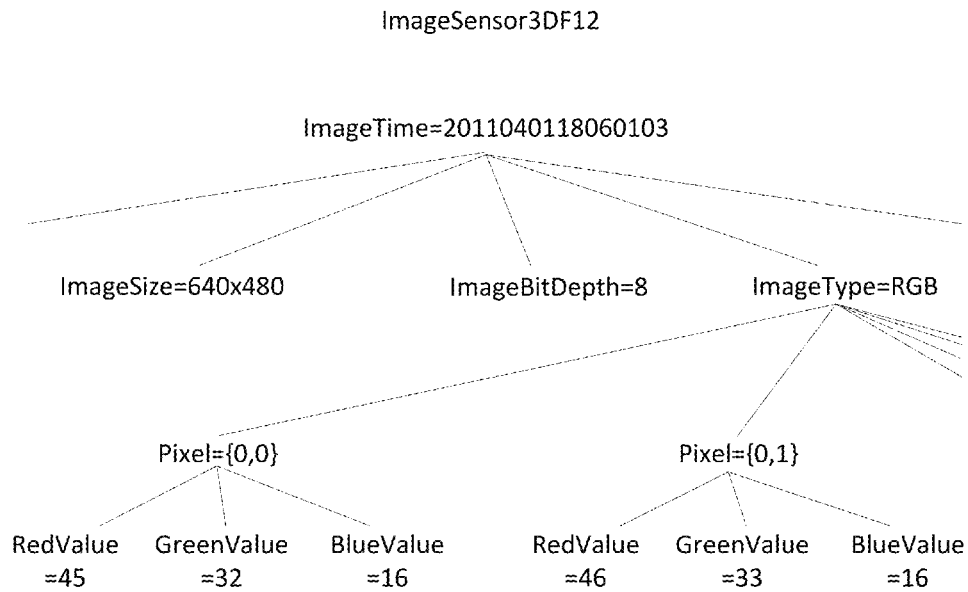 ImageSensor3DF12
ImageTime=2011040118060103
ImageSize=640x480 ImageBitDepth=8 ImageType=RGB
Pixel={0,0} Pixel={0,1}
RedValue GreenValue BlueValue RedValue GreenValue BlueValue
=45 =32 =16 =46 =33 =16